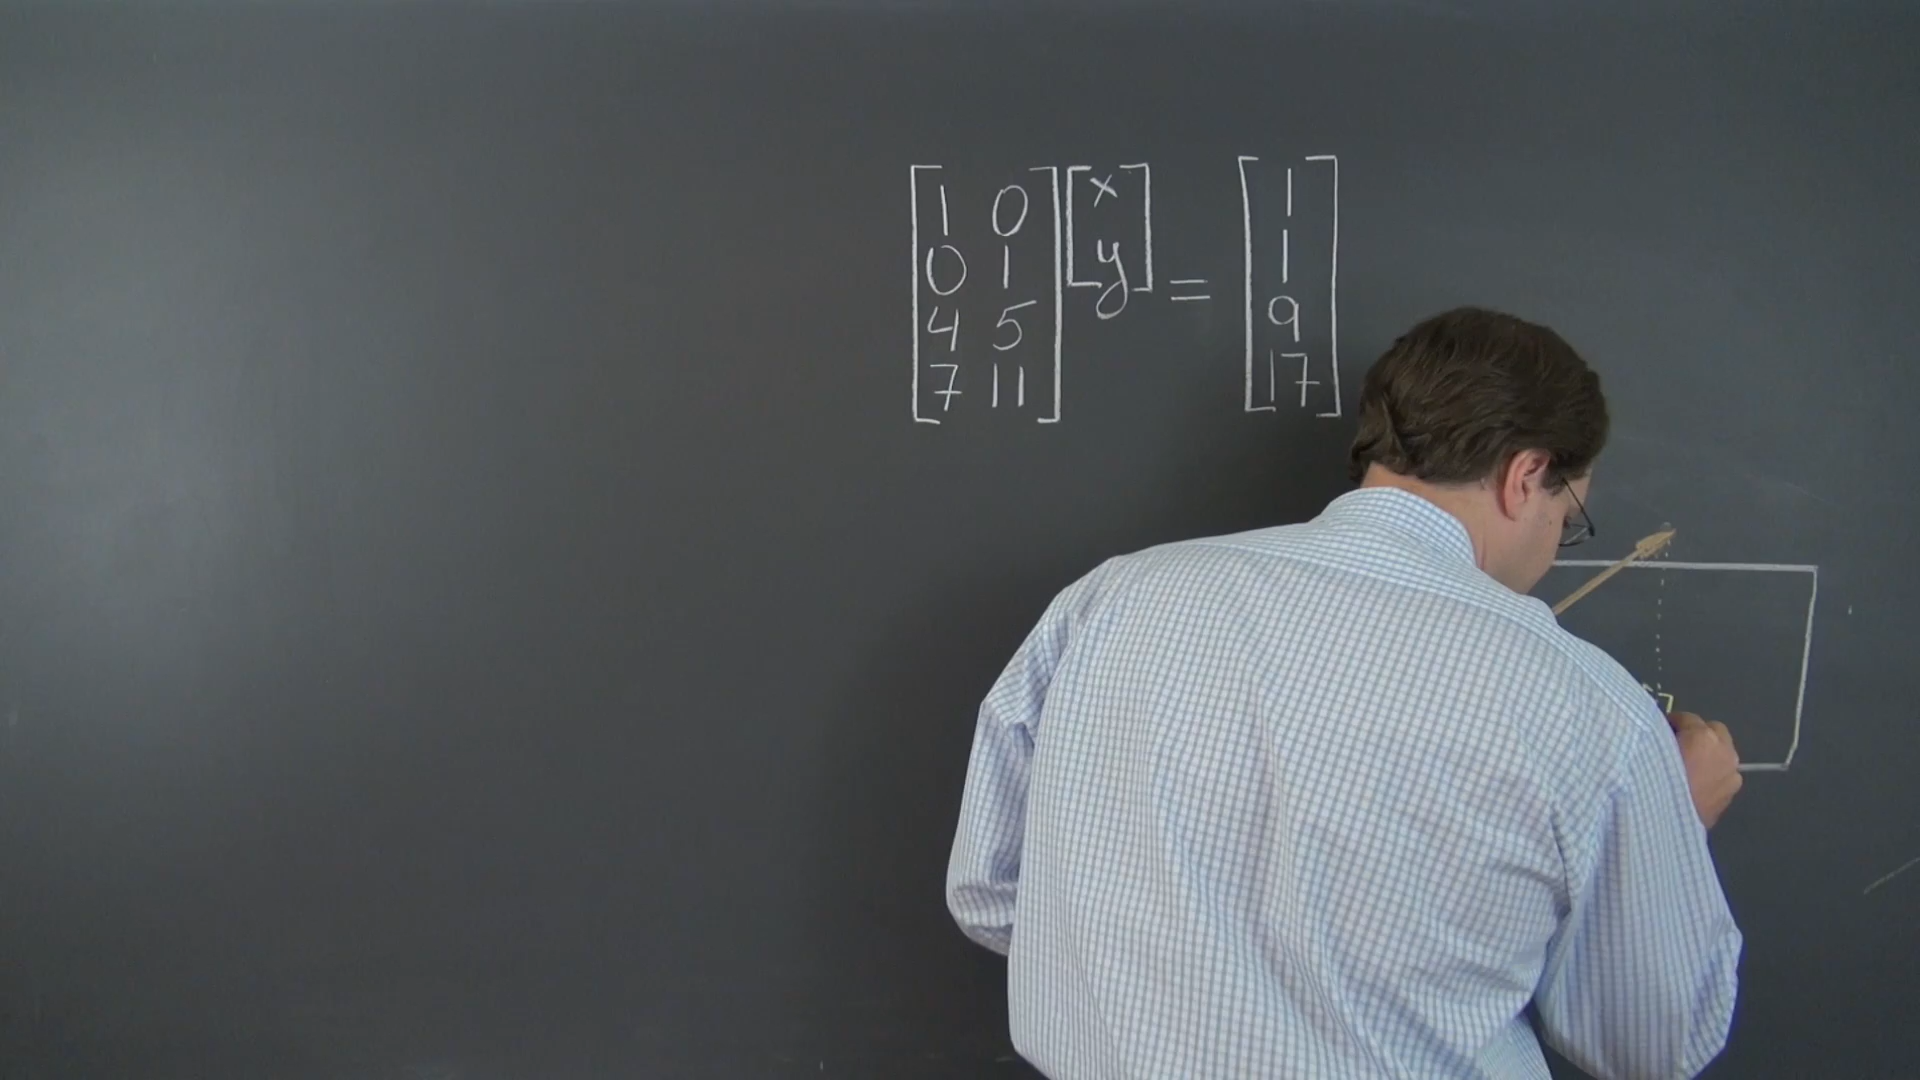 [1 0] [x] = [1]
[0 1] [y] [1]
[4 5] [9]
[7 11] [17]